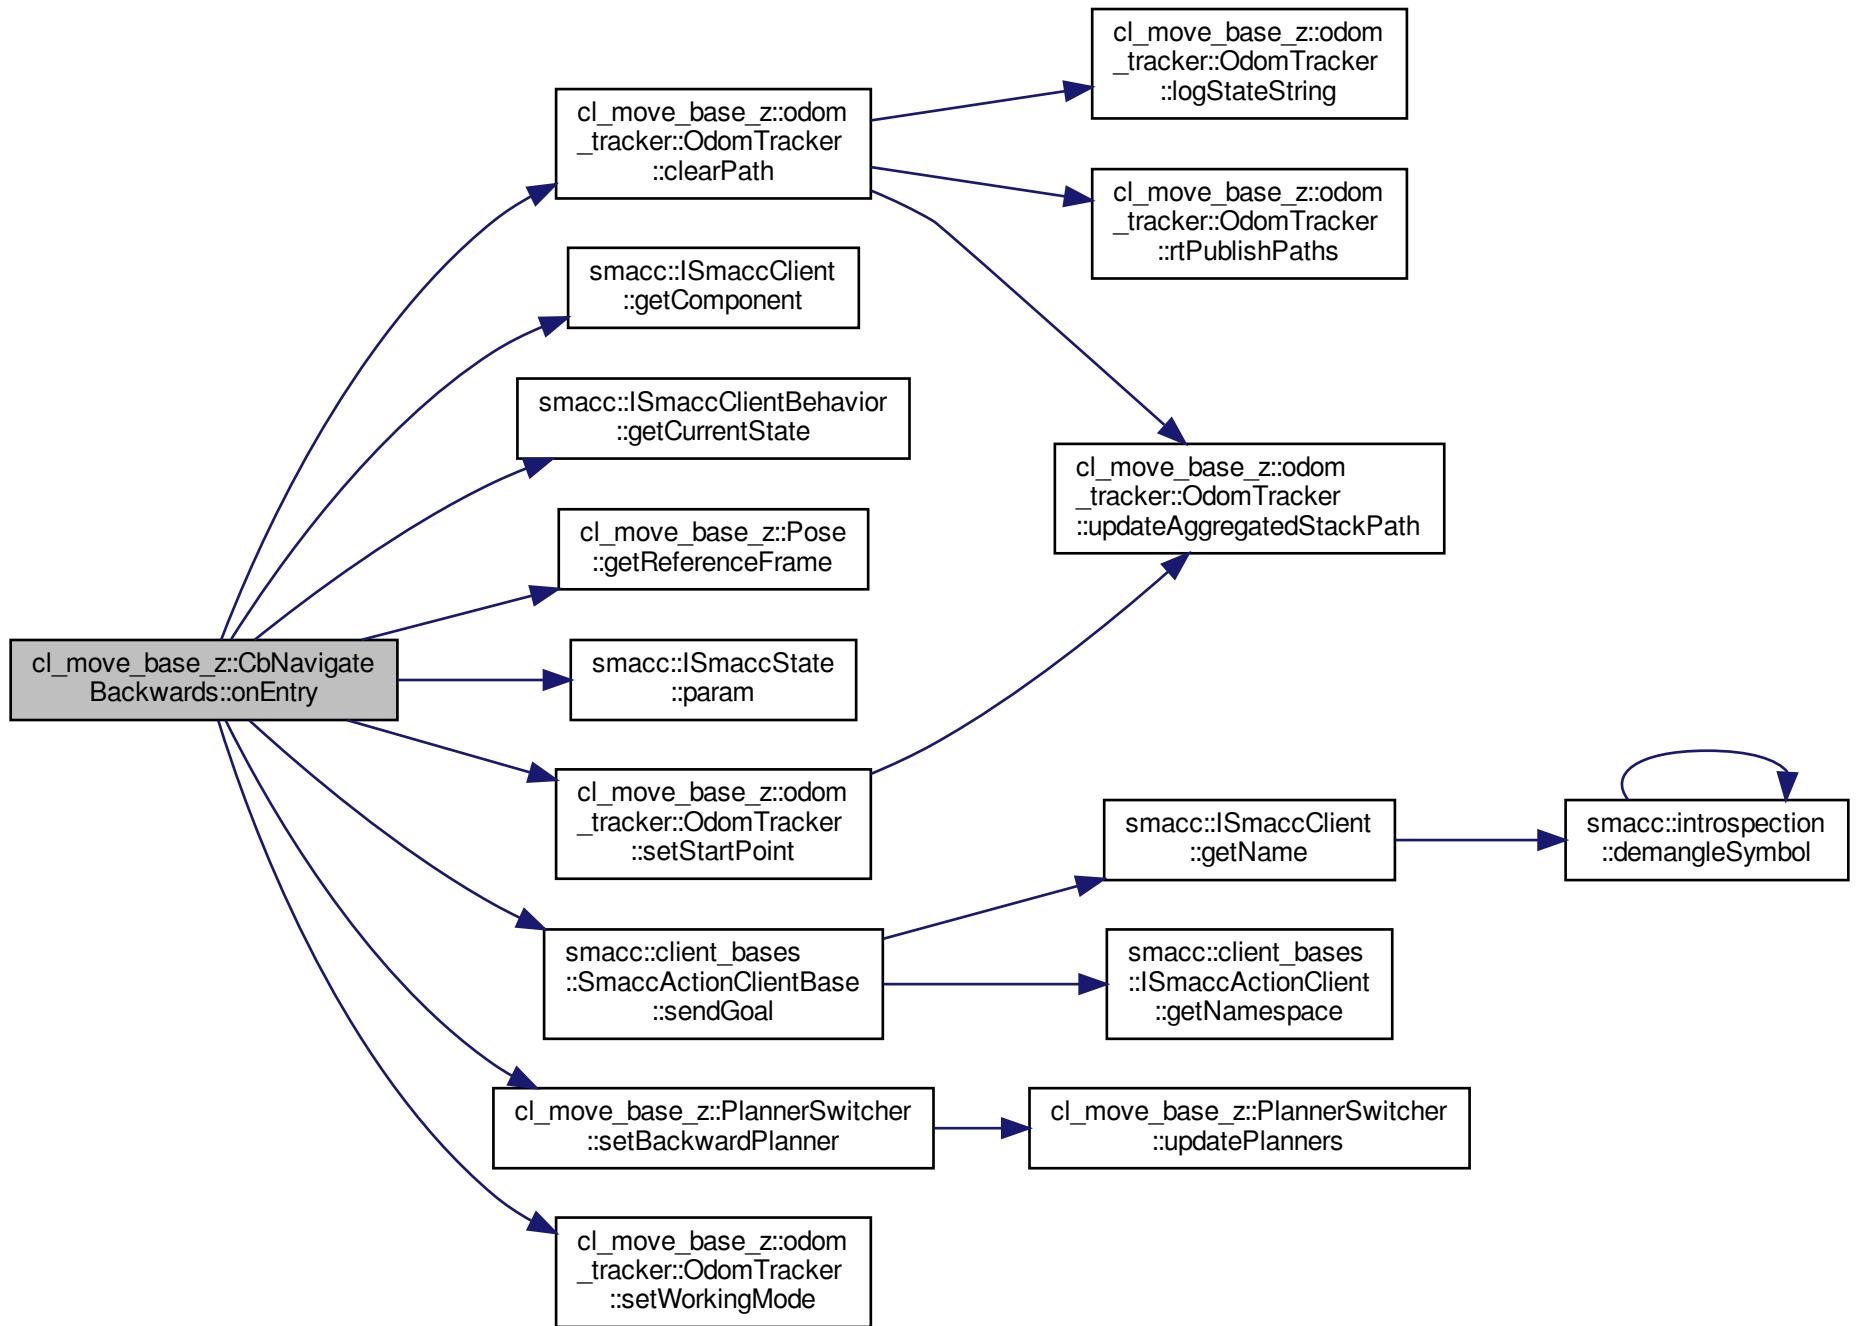 cl_move_base_z::CbNavigate
Backwards::onEntry
cl_move_base_z::odom
_tracker::OdomTracker
::clearPath
smacc::ISmaccClient
::getComponent
smacc::ISmaccClientBehavior
::getCurrentState
cl_move_base_z::Pose
::getReferenceFrame
smacc::ISmaccState
::param
cl_move_base_z::odom
_tracker::OdomTracker
::setStartPoint
smacc::client_bases
::SmaccActionClientBase
::sendGoal
cl_move_base_z::PlannerSwitcher
::setBackwardPlanner
cl_move_base_z::odom
_tracker::OdomTracker
::setWorkingMode
cl_move_base_z::odom
_tracker::OdomTracker
::logStateString
cl_move_base_z::odom
_tracker::OdomTracker
::rtPublishPaths
cl_move_base_z::odom
_tracker::OdomTracker
::updateAggregatedStackPath
smacc::ISmaccClient
::getName
smacc::client_bases
::ISmaccActionClient
::getNamespace
cl_move_base_z::PlannerSwitcher
::updatePlanners
smacc::introspection
::demangleSymbol